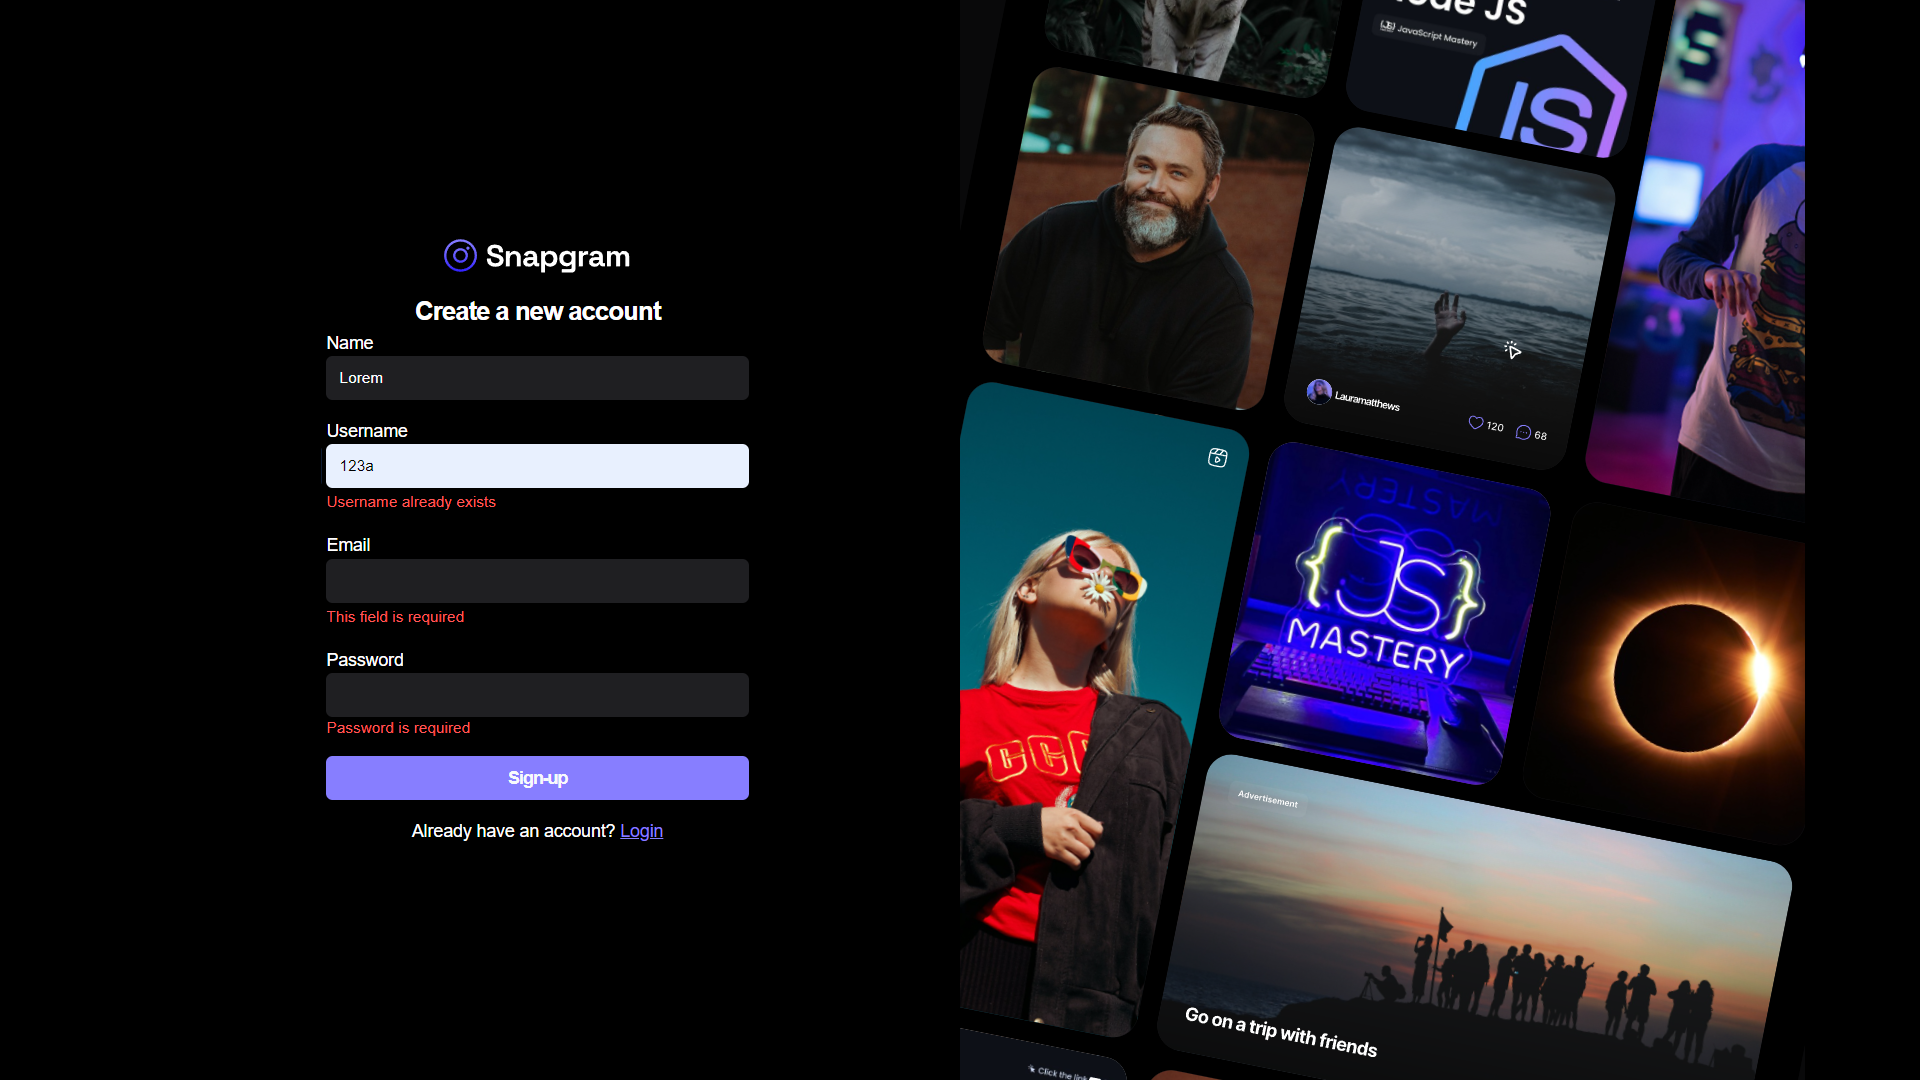 Snapgram
Create a new account
Name
Lorem
Username
123a
Username already exists
Email
This field is required
Password
Password is required
Sign-up
Already have an account? Login
JS
JavaScript Mastery
JS
Lauramatthews
120
68
MASTERY
JS
MASTERY
Advertisement
Go on a trip with friends
Click the link